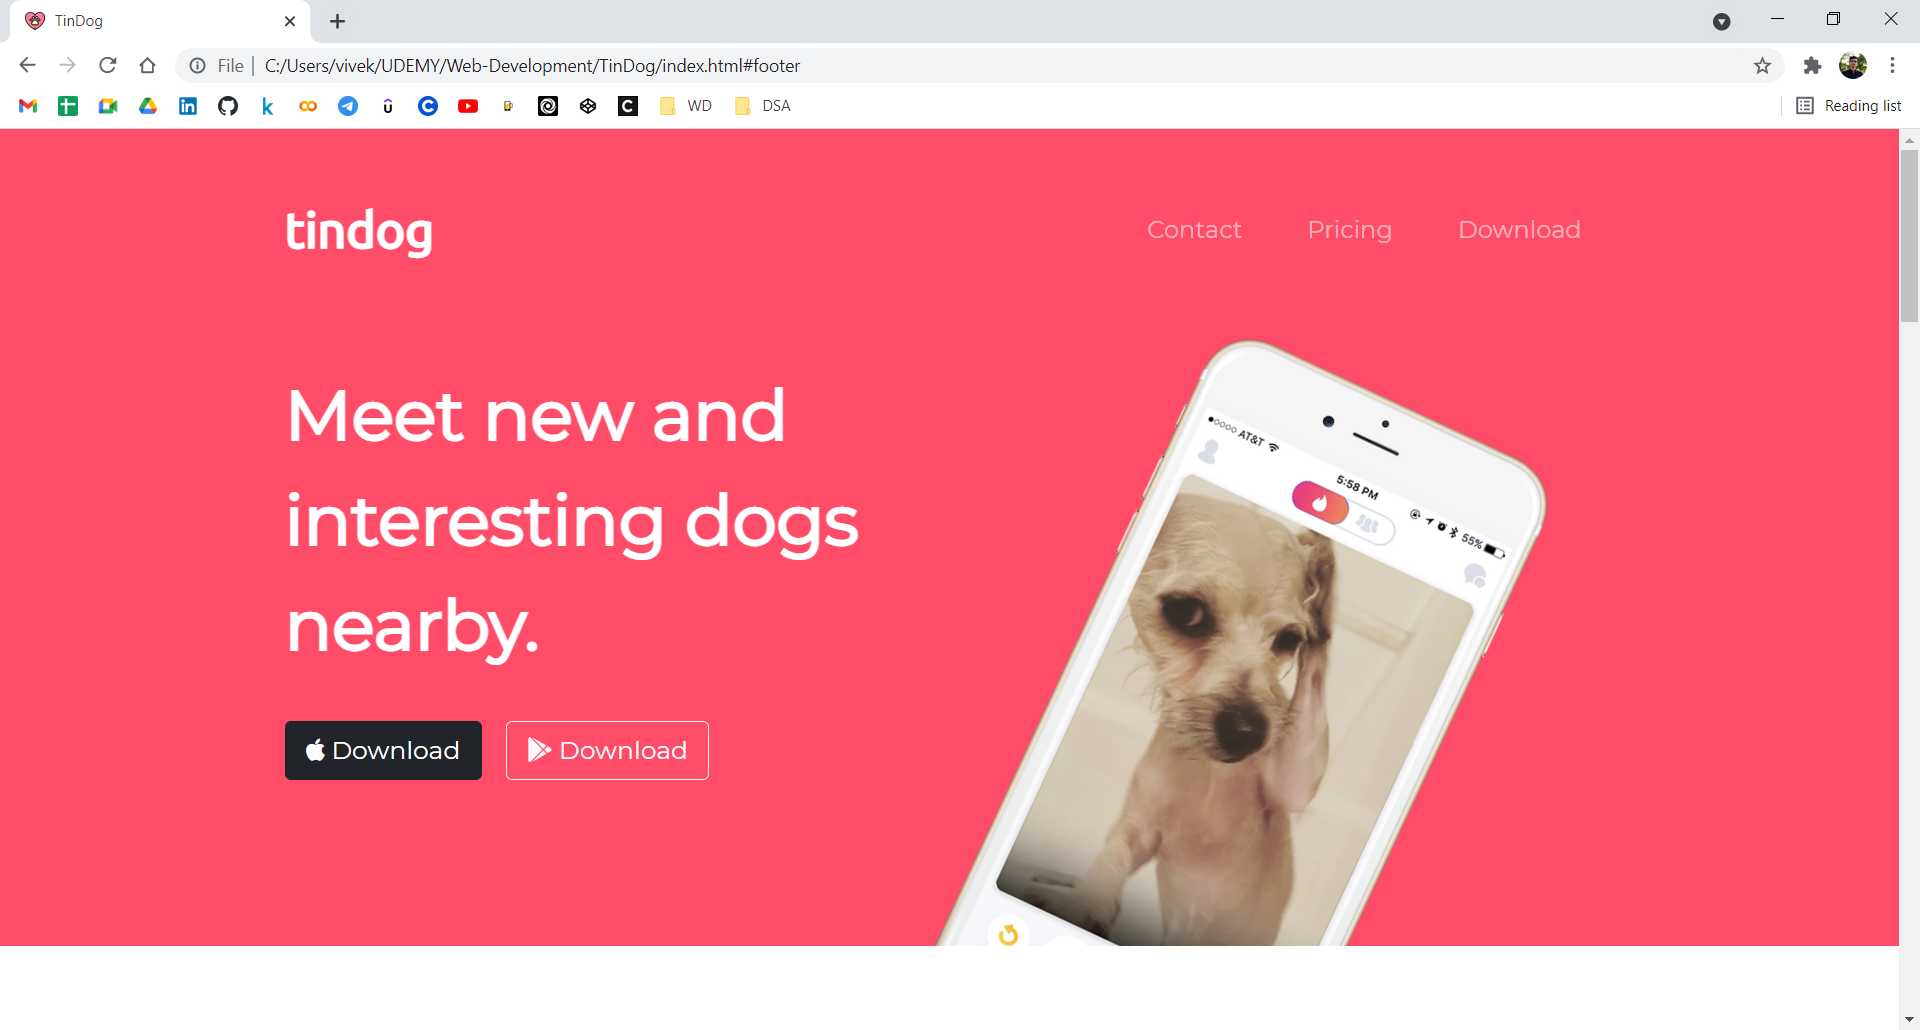 TinDog
File
C:/Users/vivek/UDEMY/Web-Development/TinDog/index.html#footer
WD
DSA
Reading list
tindog
Contact
Pricing
Download
Meet new and
interesting dogs
nearby.
Download
Download
AT&T
5:58 PM
55%